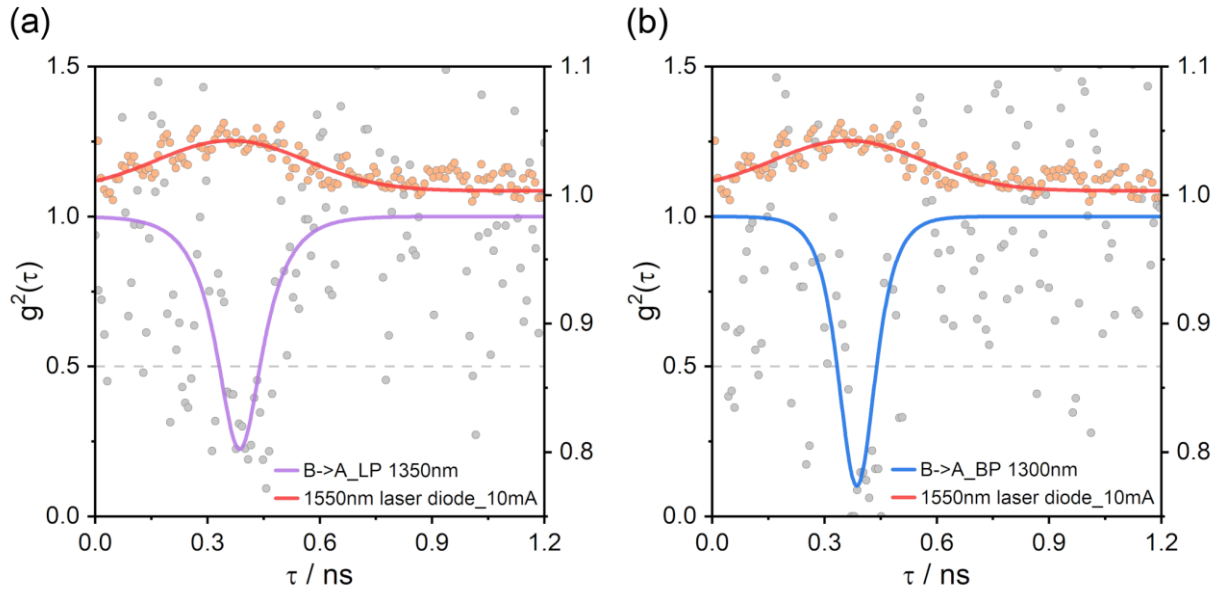 (a)
1.5
1.0
0.5
0.0
g²(τ)
1.1
1.0
0.9
0.8
B->A_LP 1350nm
1550nm laser diode_10mA
0.0 0.3 0.6 0.9 1.2
τ / ns
(b)
1.5
1.0
0.5
0.0
g²(τ)
1.1
1.0
0.9
0.8
B->A_BP 1300nm
1550nm laser diode_10mA
0.0 0.3 0.6 0.9 1.2
τ / ns